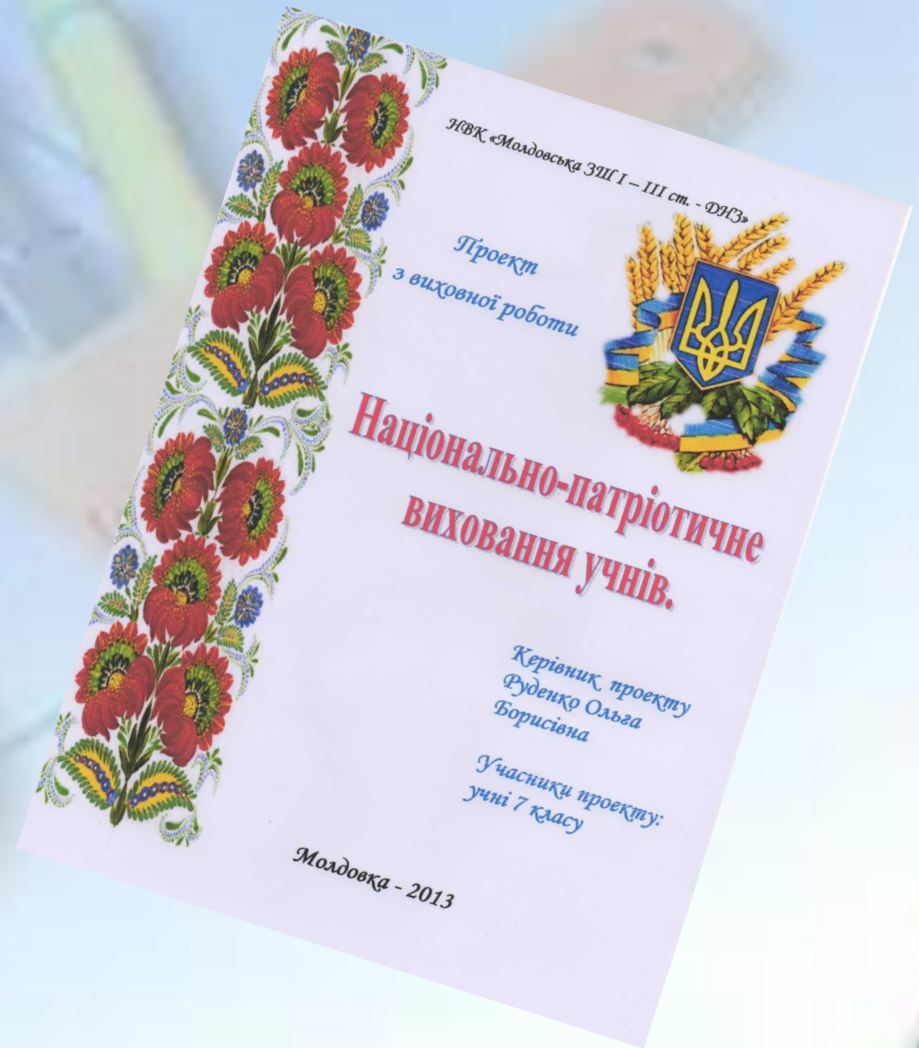 НВК «Молдовська ЗШ І – ІІІ ст. - ДНЗ»
Проект
з виховної роботи
Національно-патріотичне
виховання учнів.
Керівник проекту
Руденко Ольга
Борисівна
Учасники проекту:
учні 7 класу
Молдовка - 2013